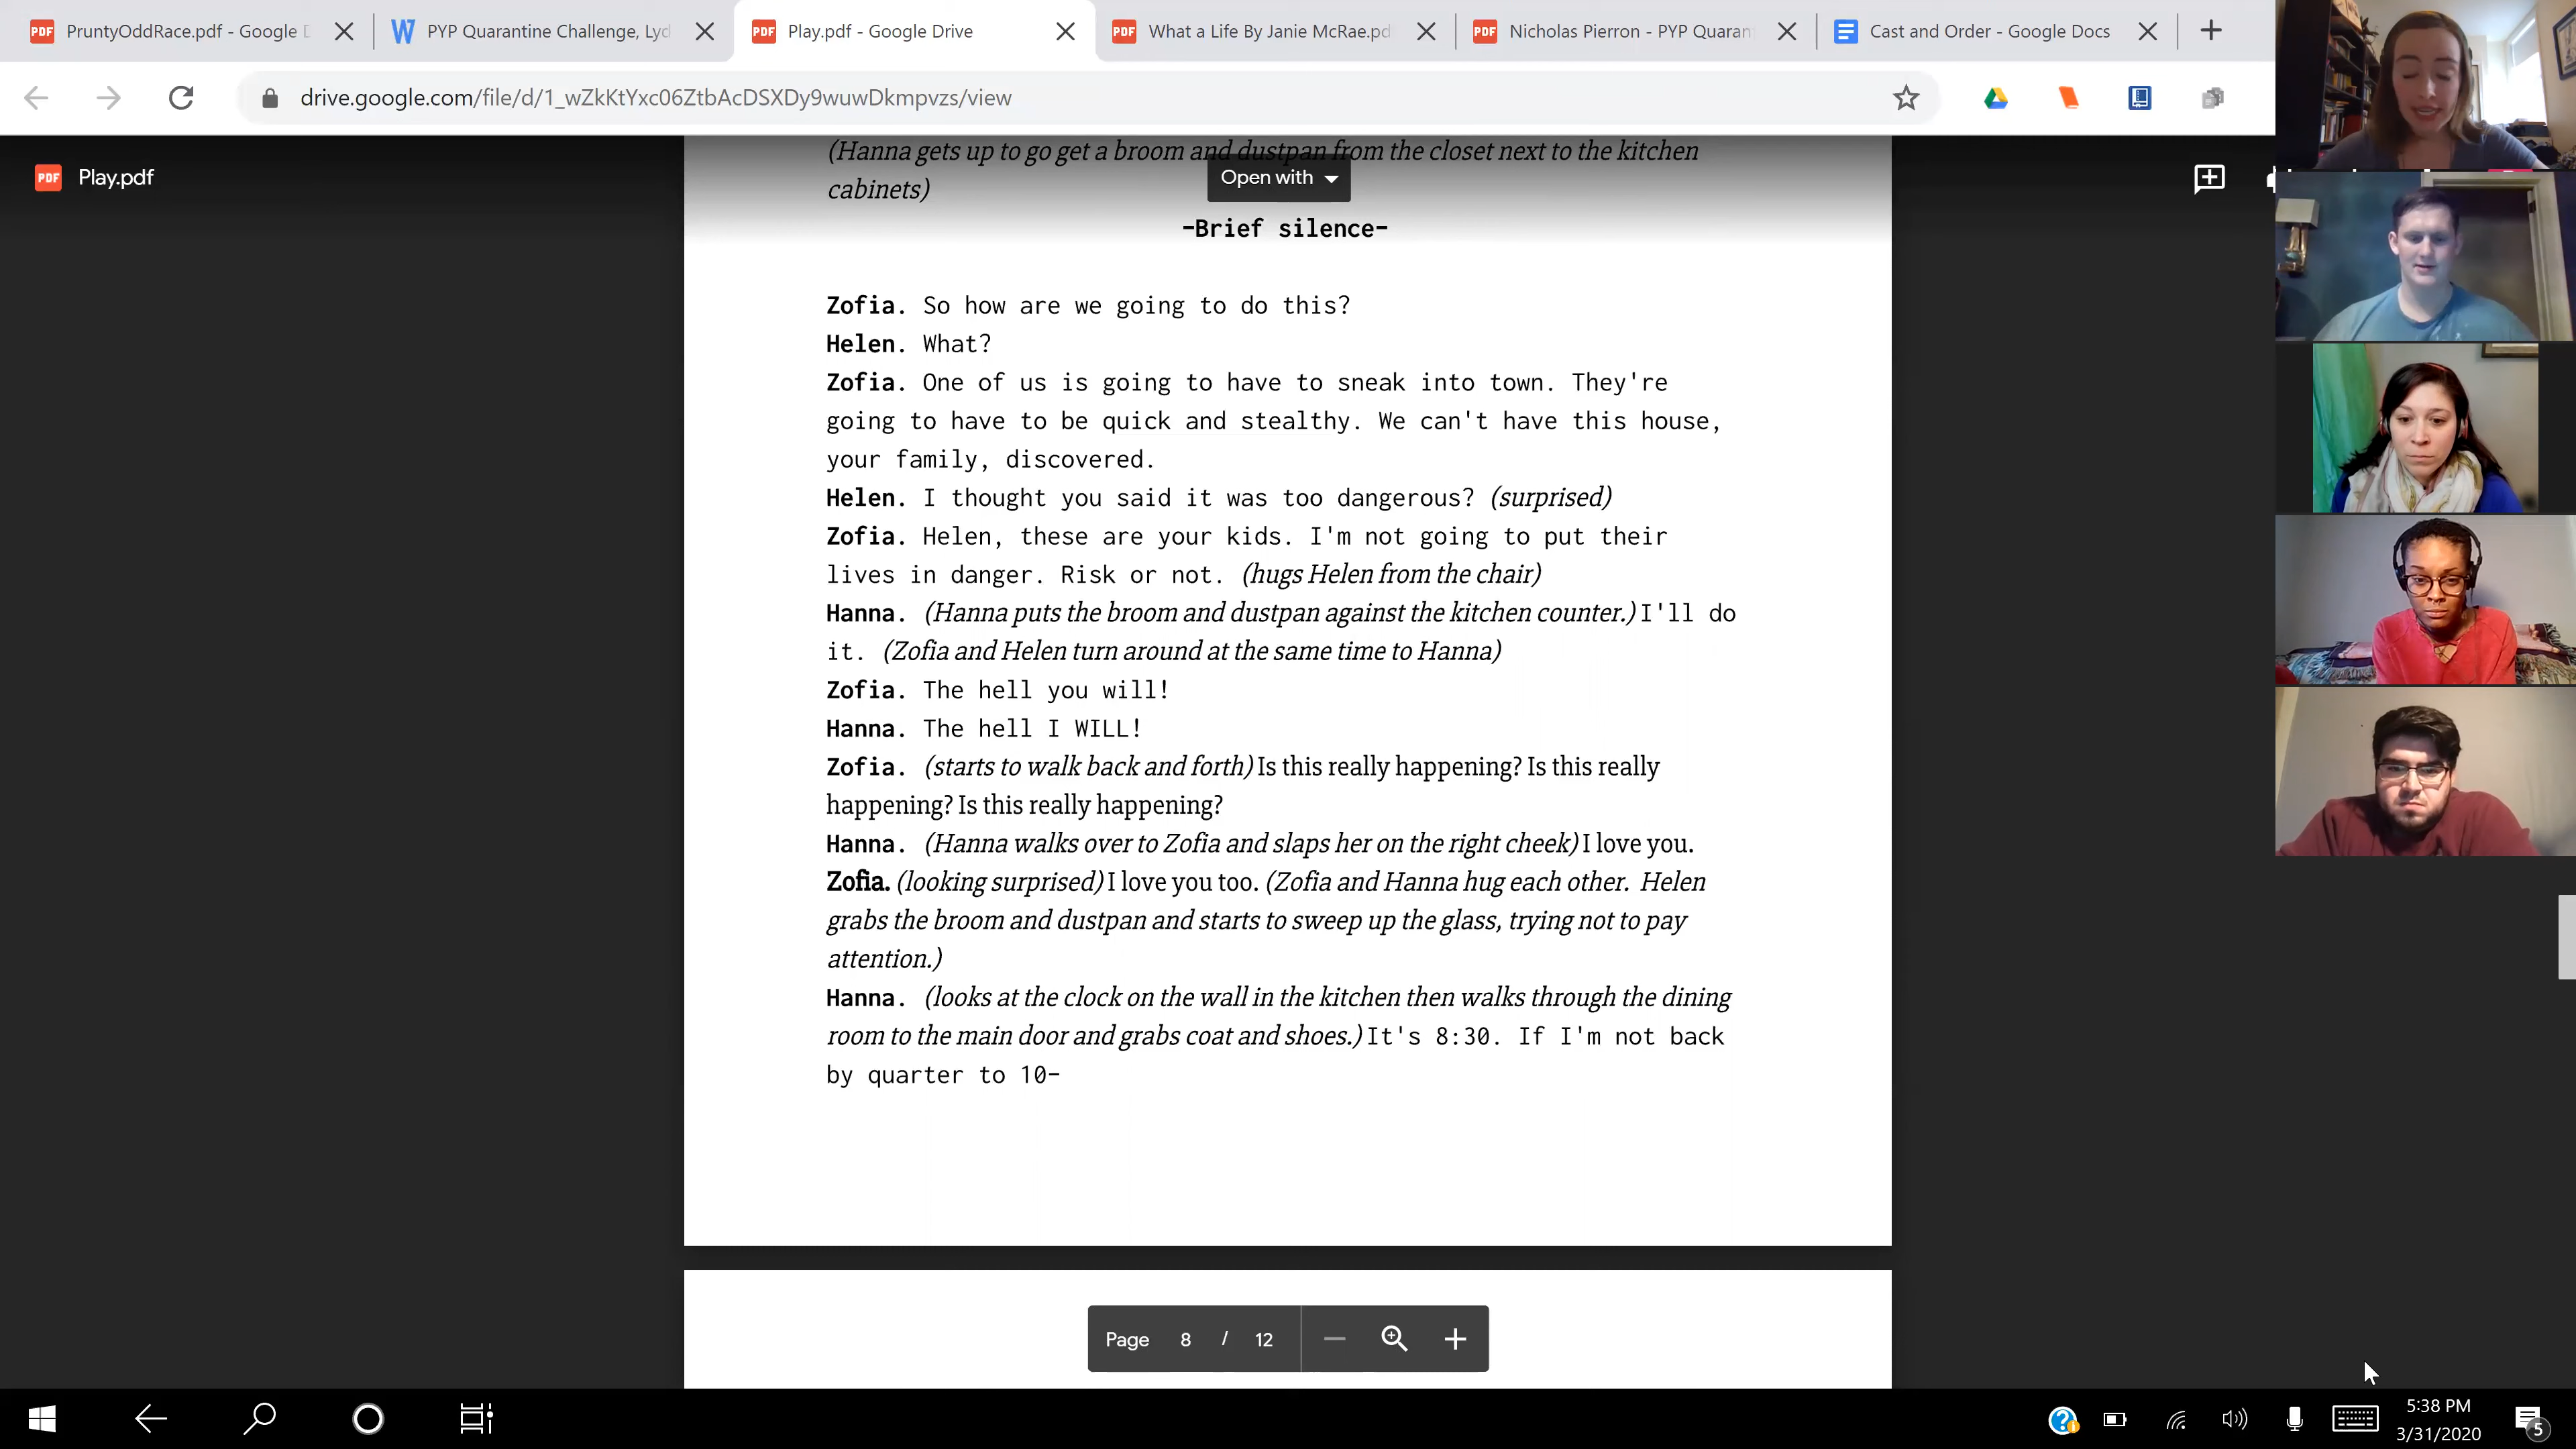 PruntyOddRace.pdf - Google D
PYP Quarantine Challenge, Lyd
Play.pdf - Google Drive
What a Life By Janie McRae.pd
Nicholas Pierron - PYP Quaran
Cast and Order - Google Docs
drive.google.com/file/d/1_wZkKtYxc06ZtbAcDSXDy9wuwDkmpvzs/view
PDF Play.pdf
Open with
(Hanna gets up to go get a broom and dustpan from the closet next to the kitchen
cabinets)
-Brief silence-
Zofia. So how are we going to do this?
Helen. What?
Zofia. One of us is going to have to sneak into town. They're
going to have to be quick and stealthy. We can't have this house,
your family, discovered.
Helen. I thought you said it was too dangerous? (surprised)
Zofia. Helen, these are your kids. I'm not going to put their
lives in danger. Risk or not. (hugs Helen from the chair)
Hanna. (Hanna puts the broom and dustpan against the kitchen counter.) I'll do
it. (Zofia and Helen turn around at the same time to Hanna)
Zofia. The hell you will!
Hanna. The hell I WILL!
Zofia. (starts to walk back and forth) Is this really happening? Is this really
happening? Is this really happening?
Hanna. (Hanna walks over to Zofia and slaps her on the right cheek) I love you.
Zofia. (looking surprised) I love you too. (Zofia and Hanna hug each other. Helen
grabs the broom and dustpan and starts to sweep up the glass, trying not to pay
attention.)
Hanna. (looks at the clock on the wall in the kitchen then walks through the dining
room to the main door and grabs coat and shoes.) It's 8:30. If I'm not back
by quarter to 10-
Page 8 / 12
5:38 PM
3/31/2020
5